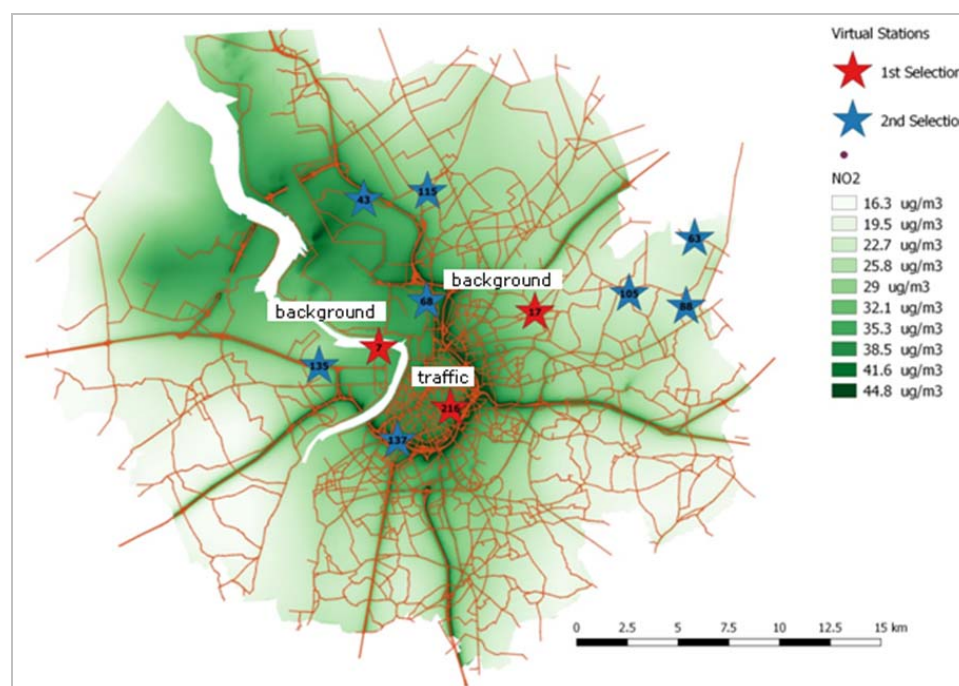 Virtual Stations
1st Selection
2nd Selectio
NO2
16.3 ug/m3
19.5 ug/m3
22.7 ug/m3
25.8 ug/m3
29 ug/m3
32.1 ug/m3
35.3 ug/m3
38.5 ug/m3
41.6 ug/m3
44.8 ug/m3
115
43
63
background
105
88
68
17
background
7
135
traffic
216
137
0 2.5 5 7.5 10 12.5 15 km